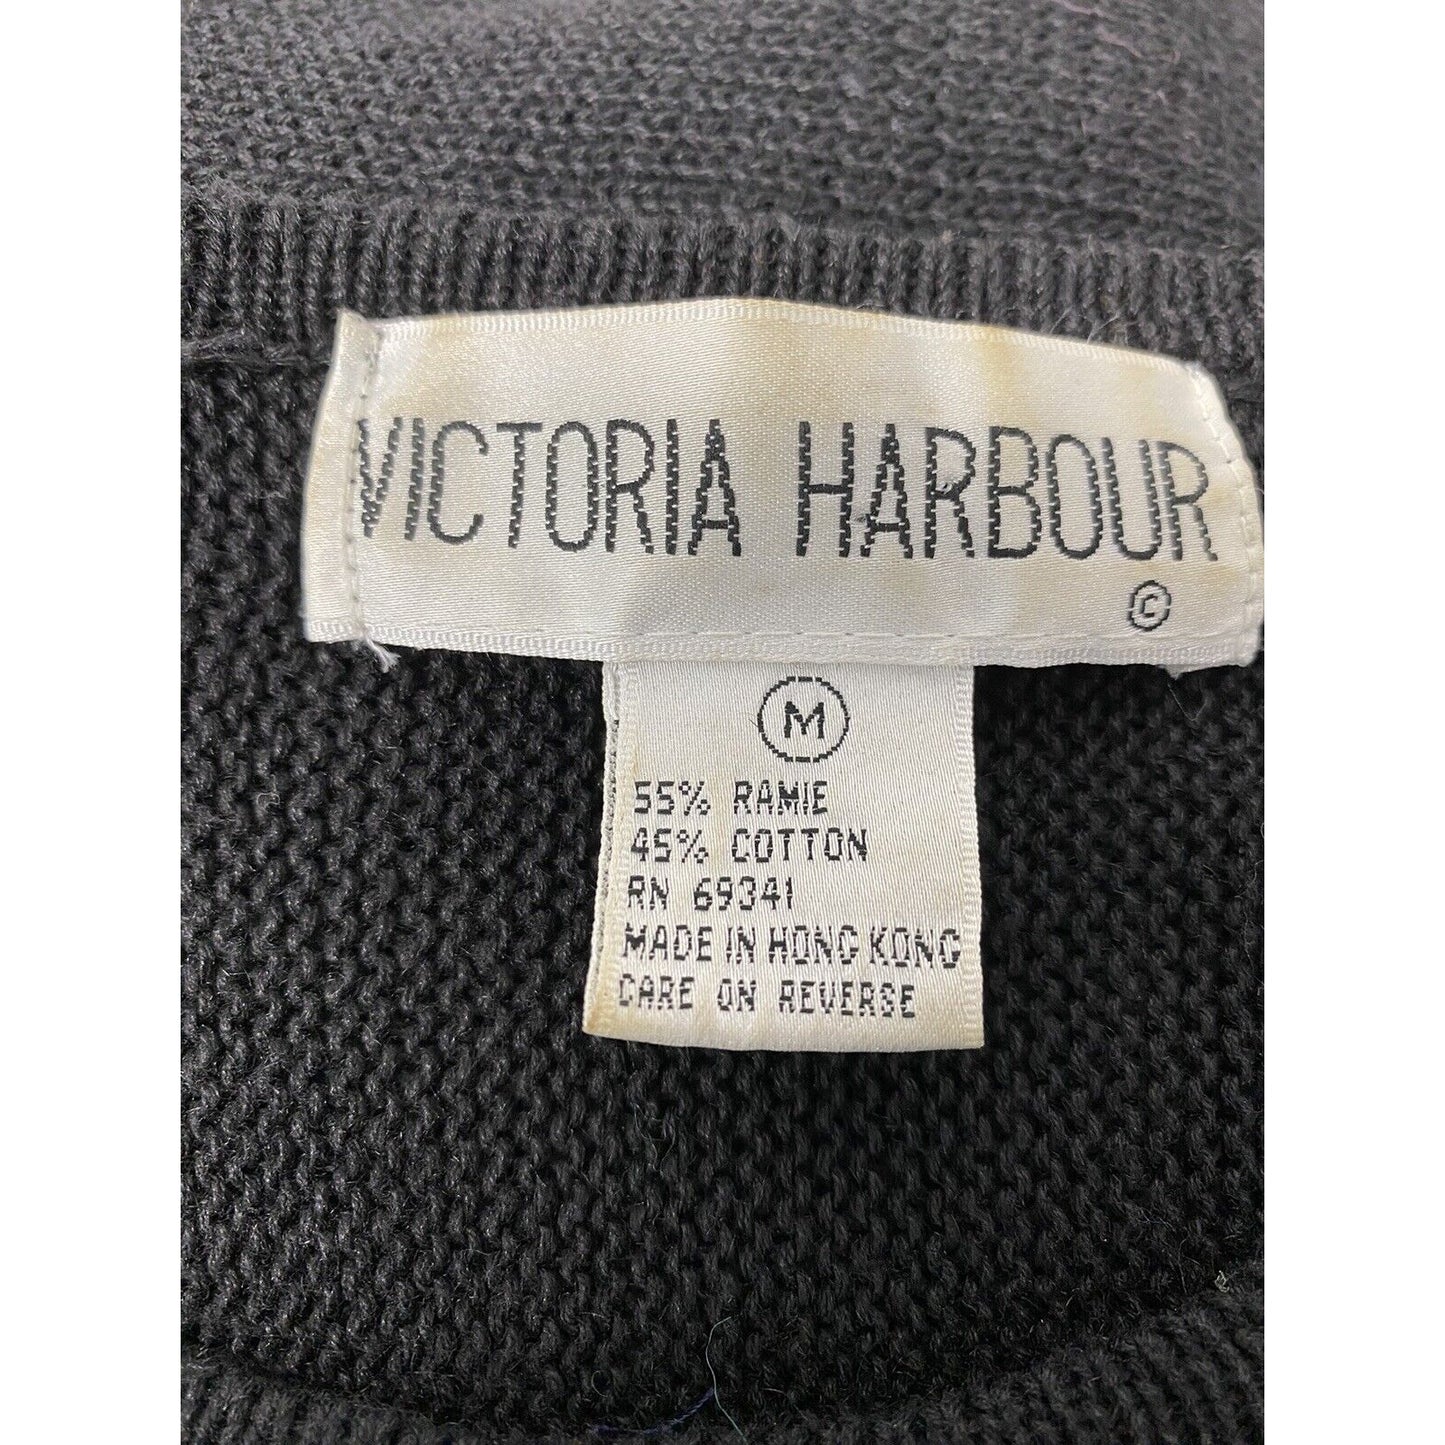 VICTORIA HARBOUR
©
M
55% RAMIE
45% COTTON
RN 69341
MADE IN HONG KONG
CARE ON REVERSE